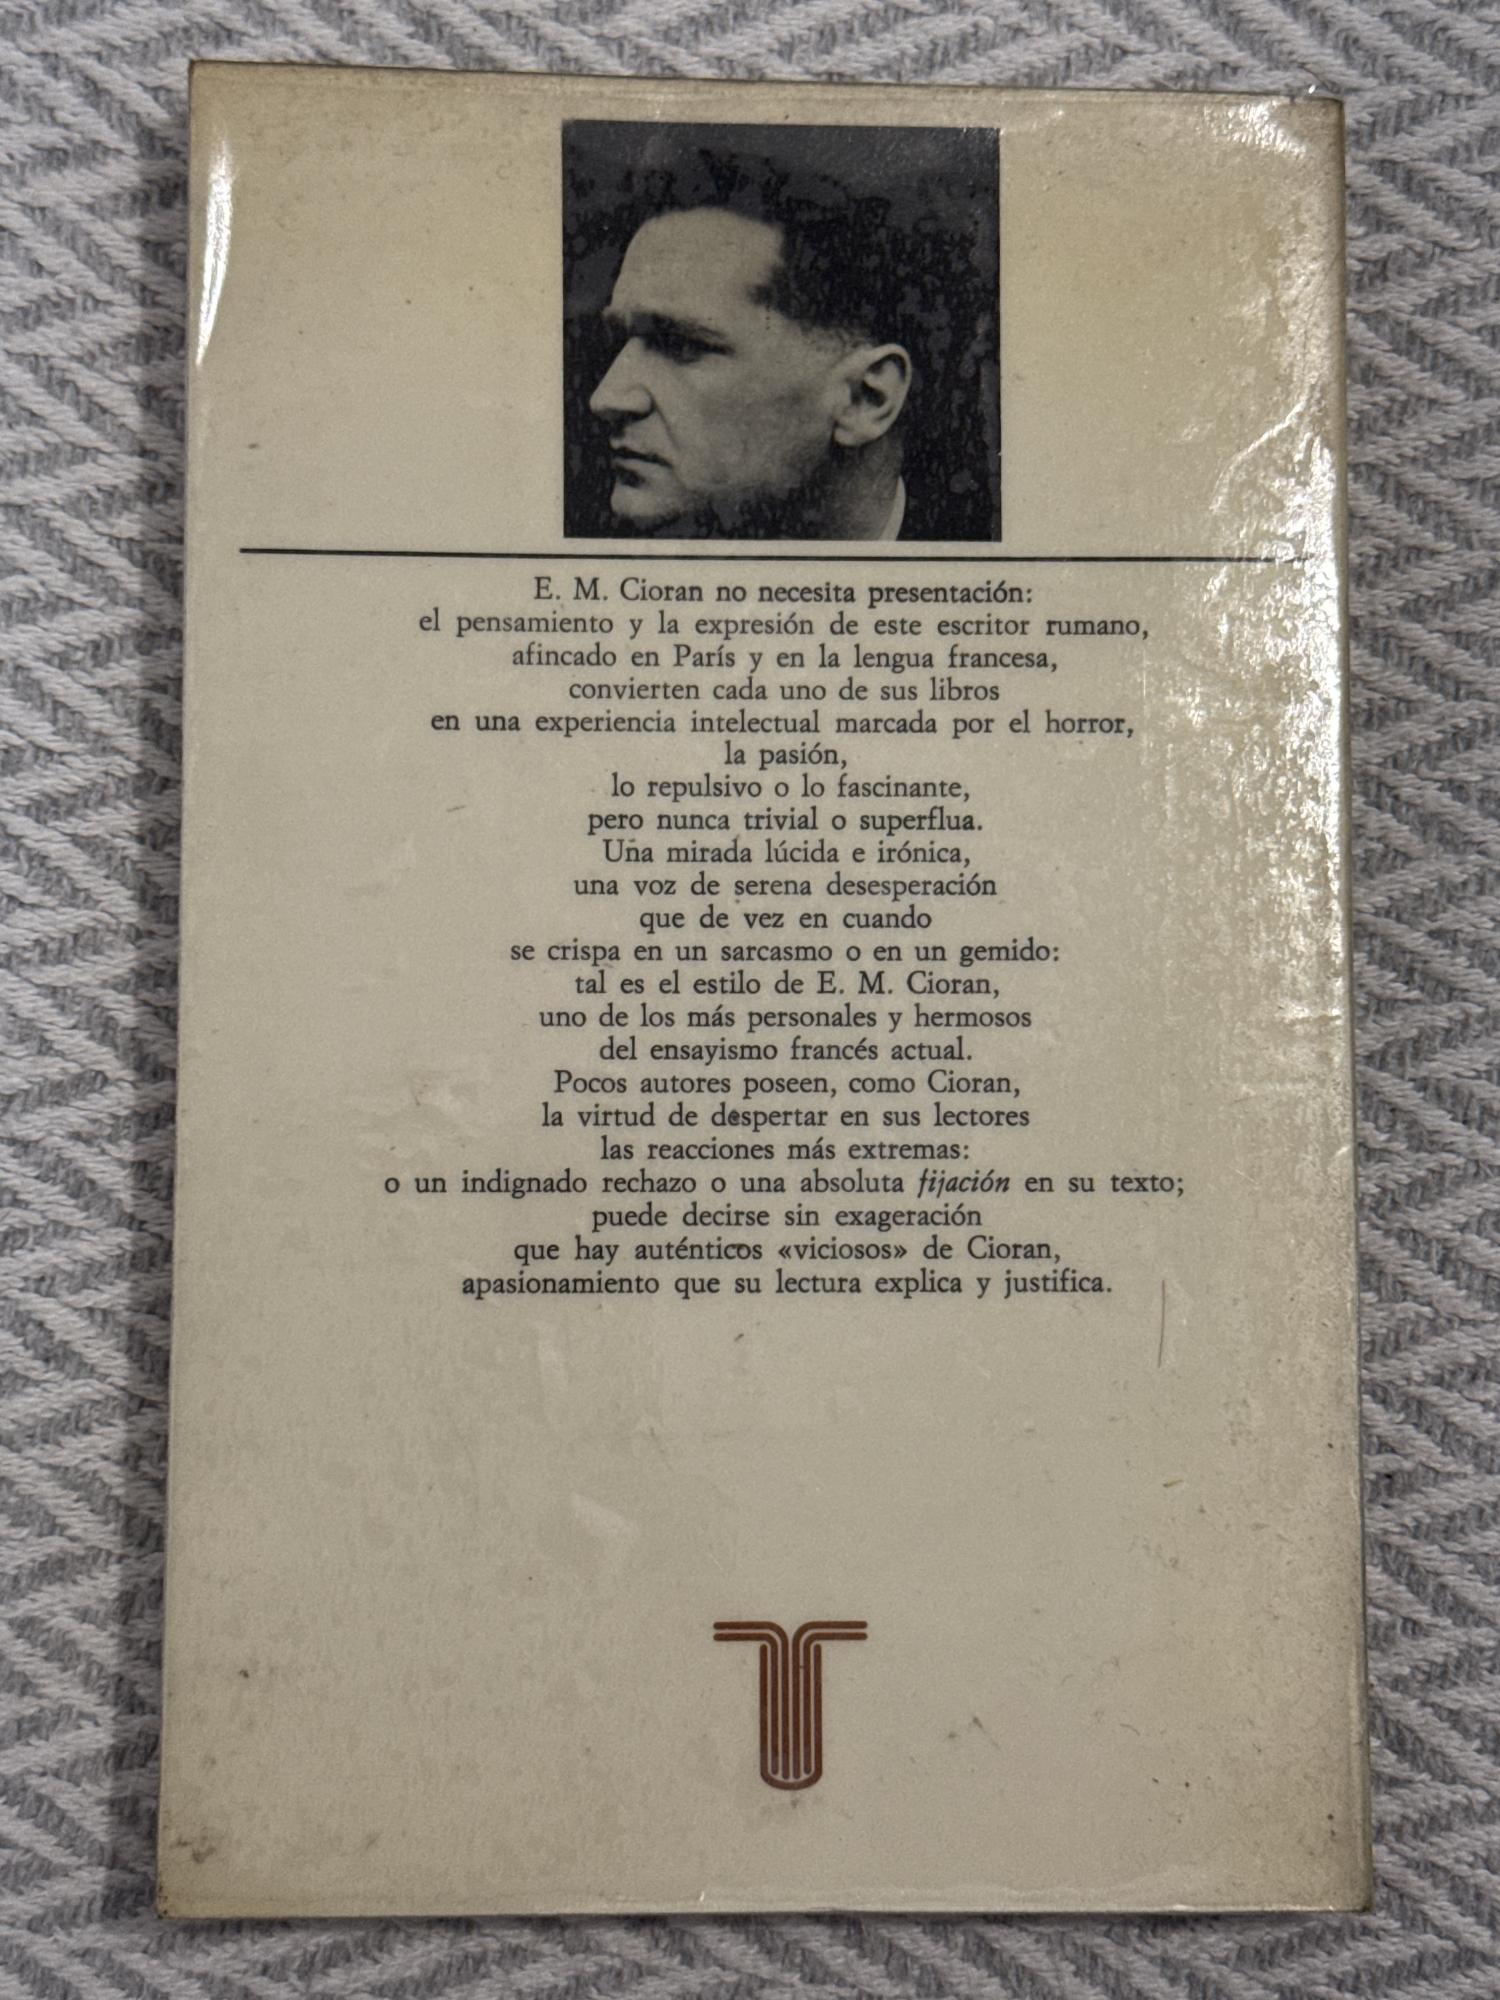 E. M. Cioran no necesita presentación:
el pensamiento y la expresión de este escritor rumano,
afincado en París y en la lengua francesa,
convierten cada uno de sus libros
en una experiencia intelectual marcada por el horror,
la pasión,
lo repulsivo o lo fascinante,
pero nunca trivial o superflua.
Una mirada lúcida e irónica,
una voz de serena desesperación
que de vez en cuando
se crispa en un sarcasmo o en un gemido:
tal es el estilo de E. M. Cioran,
uno de los más personales y hermosos
del ensayismo francés actual.
Pocos autores poseen, como Cioran,
la virtud de despertar en sus lectores
las reacciones más extremas:
o un indignado rechazo o una absoluta fijación en su texto;
puede decirse sin exageración
que hay auténticos «viciosos» de Cioran,
apasionamiento que su lectura explica y justifica.